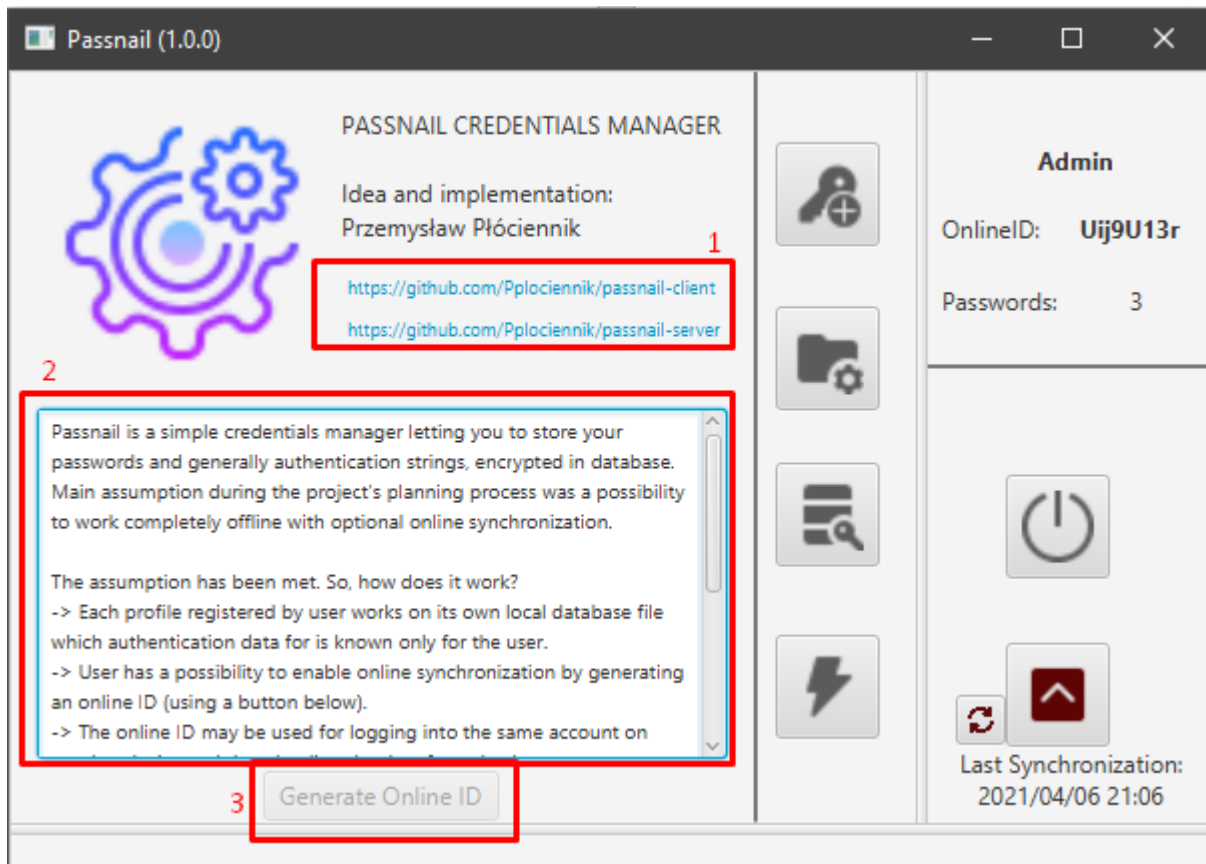 Passnail (1.0.0)
PASSNAIL CREDENTIALS MANAGER
Idea and implementation:
Przemysław Płóciennik
1
https://github.com/Pplociennik/passnail-client
https://github.com/Pplociennik/passnail-server
2
Passnail is a simple credentials manager letting you to store your
passwords and generally authentication strings, encrypted in database.
Main assumption during the project's planning process was a possibility
to work completely offline with optional online synchronization.
The assumption has been met. So, how does it work?
-> Each profile registered by user works on its own local database file
which authentication data for is known only for the user.
-> User has a possibility to enable online synchronization by generating
an online ID (using a button below).
-> The online ID may be used for logging into the same account on
3
Generate Online ID
Admin
OnlineID: Uij9U13r
Passwords: 3
Last Synchronization:
2021/04/06 21:06